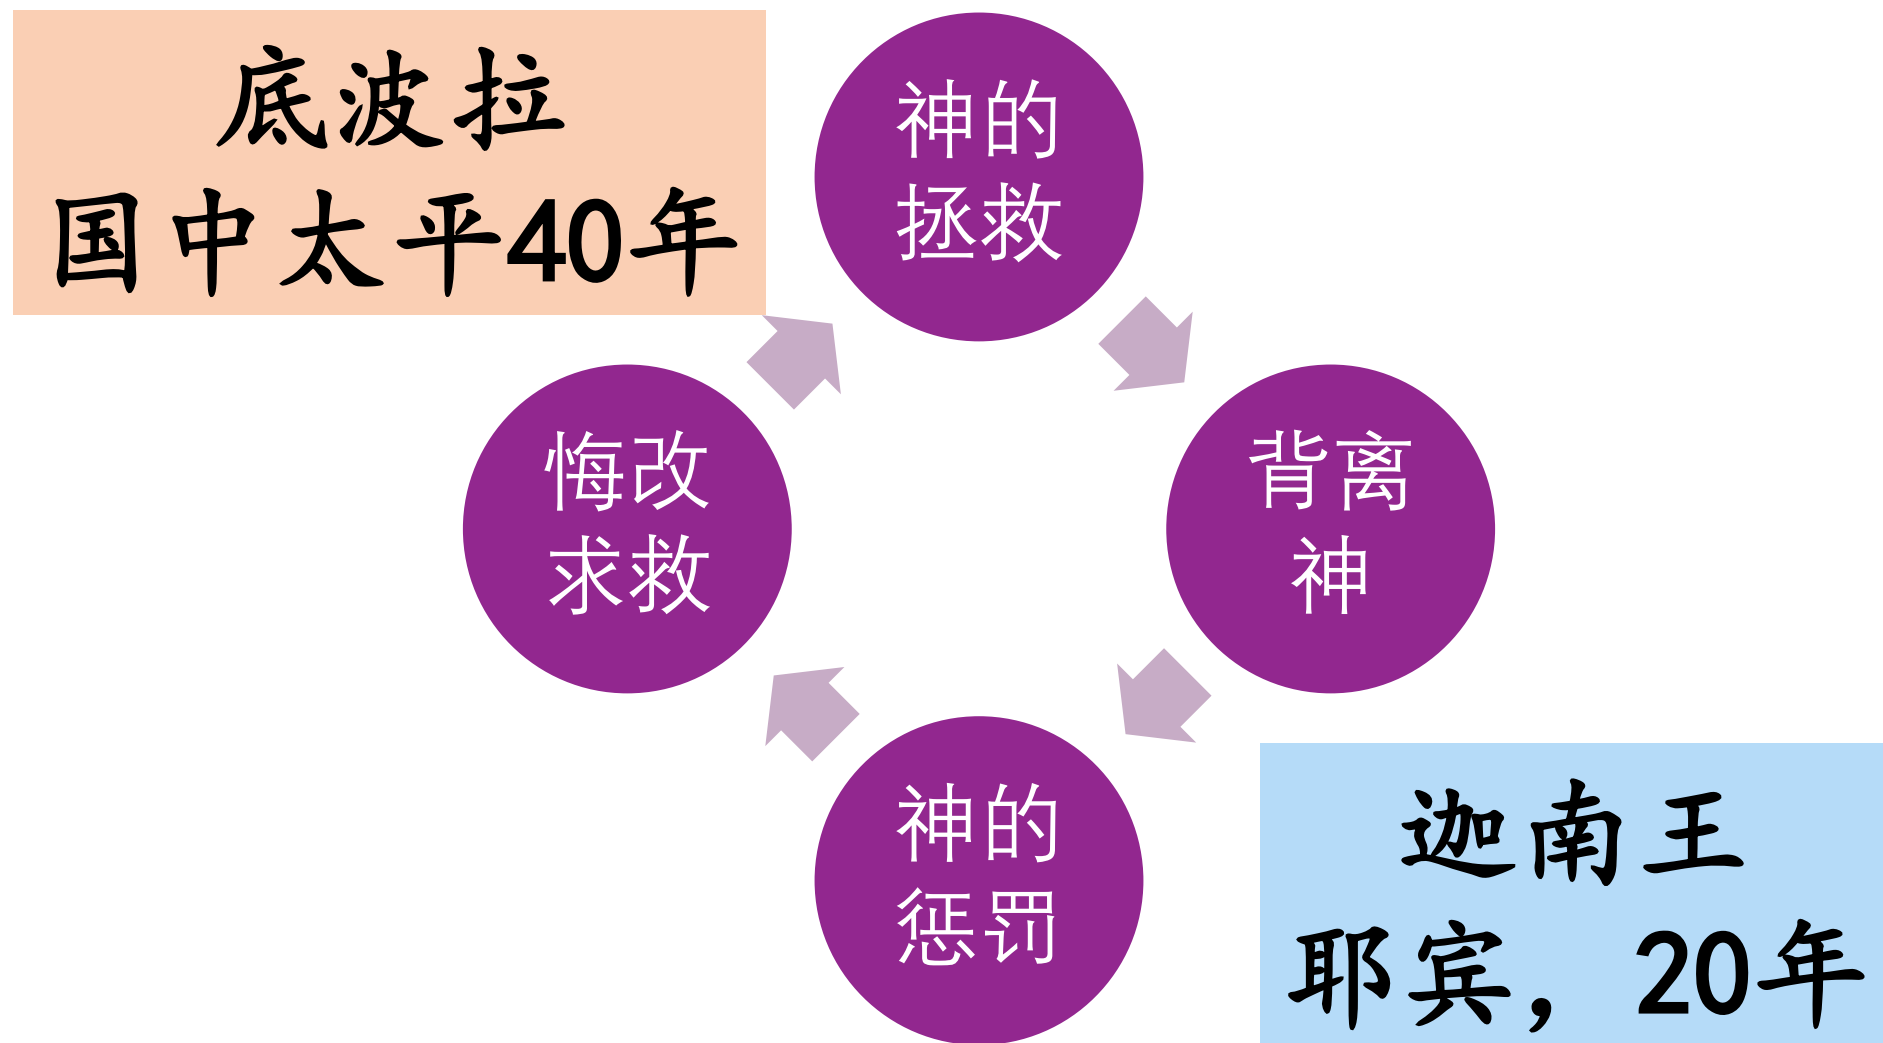 底波拉
国中太平40年
神的
拯救
背离
神
神的
惩罚
悔改
求救
迦南王
耶宾，20年